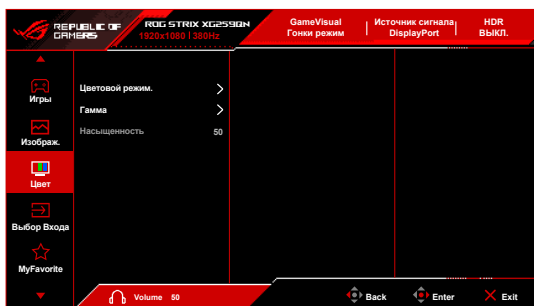 REPUBLIC OF
GAMERS
ROG STRIX XG259QN
1920x1080 | 380Hz
GameVisual
Гонки режим
Источник сигнала
DisplayPort
HDR
ВЫКЛ.
Игры
Изображ.
Цвет
Выбор Входа
MyFavorite
Цветовой режим.
Гамма
Насыщенность 50
Volume 50
Back
Enter
Exit